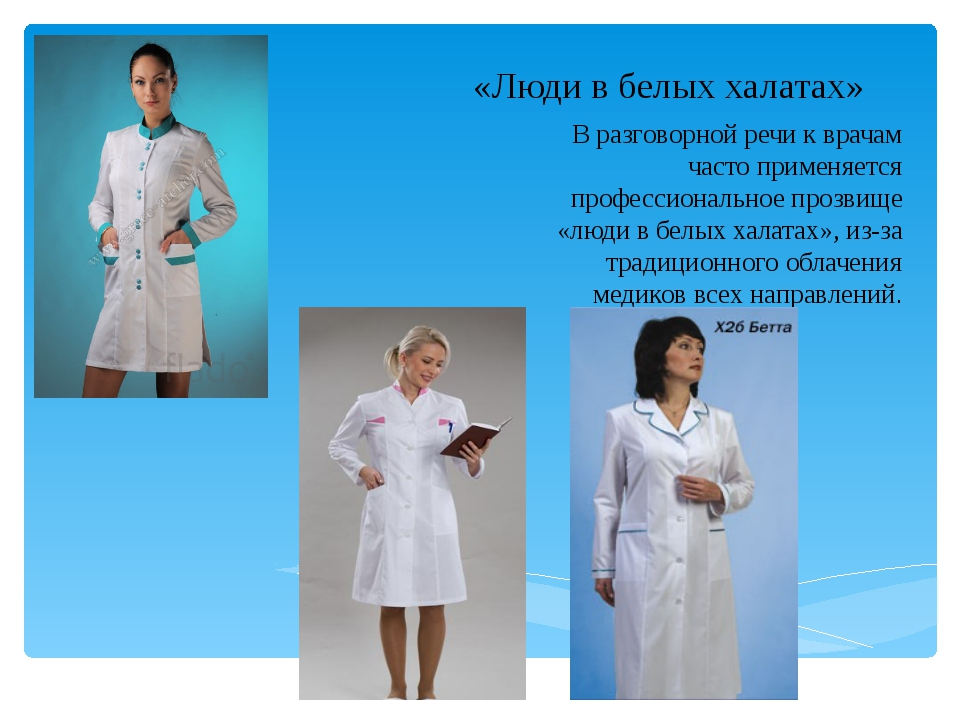 «Люди в белых халатах»
В разговорной речи к врачам
часто применяется
профессиональное прозвище
«люди в белых халатах», из-за
традиционного облачения
медиков всех направлений.
Х2б Бетта